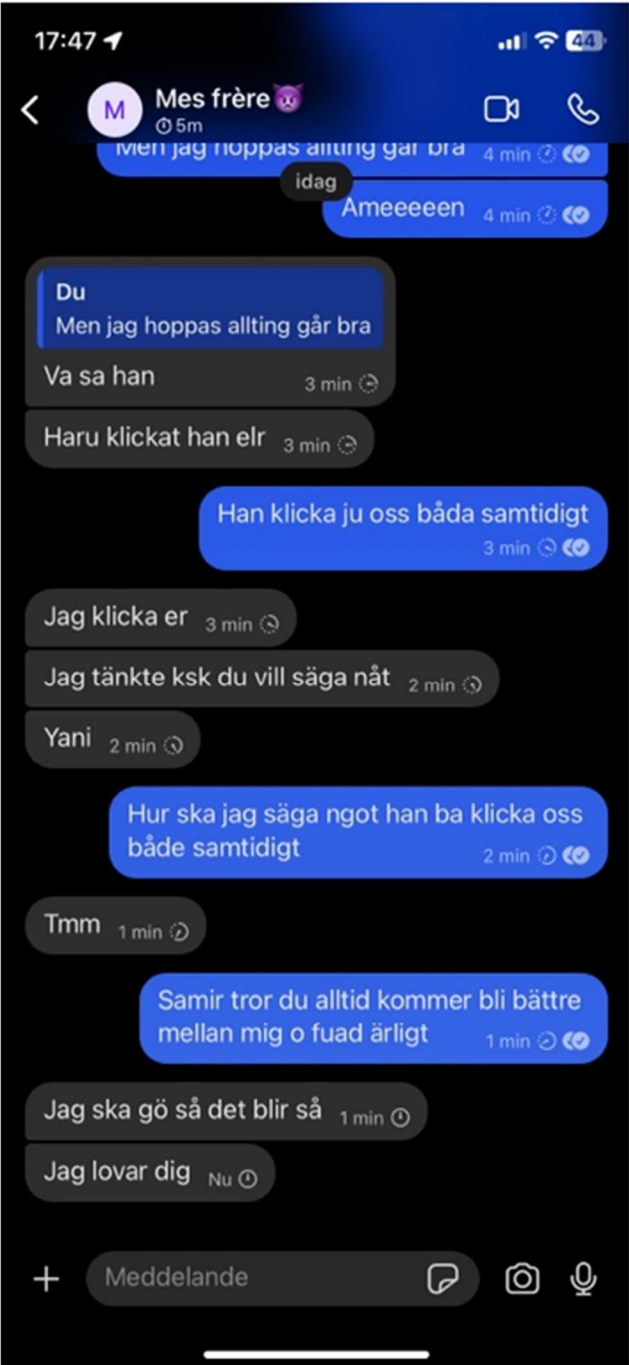 17:47
44
M
Mes frère
5m
Men jag hoppas allting går bra 4 min
idag
Ameeeeen 4 min
Du
Men jag hoppas allting går bra
Va sa han 3 min
Haru klickat han elr 3 min
Han klicka ju oss båda samtidigt
3 min
Jag klicka er 3 min
Jag tänkte ksk du vill säga nåt 2 min
Yani 2 min
Hur ska jag säga ngot han ba klicka oss
både samtidigt 2 min
Tmm 1 min
Samir tror du alltid kommer bli bättre
mellan mig o fuad ärligt 1 min
Jag ska gö så det blir så 1 min
Jag lovar dig Nu
Meddelande